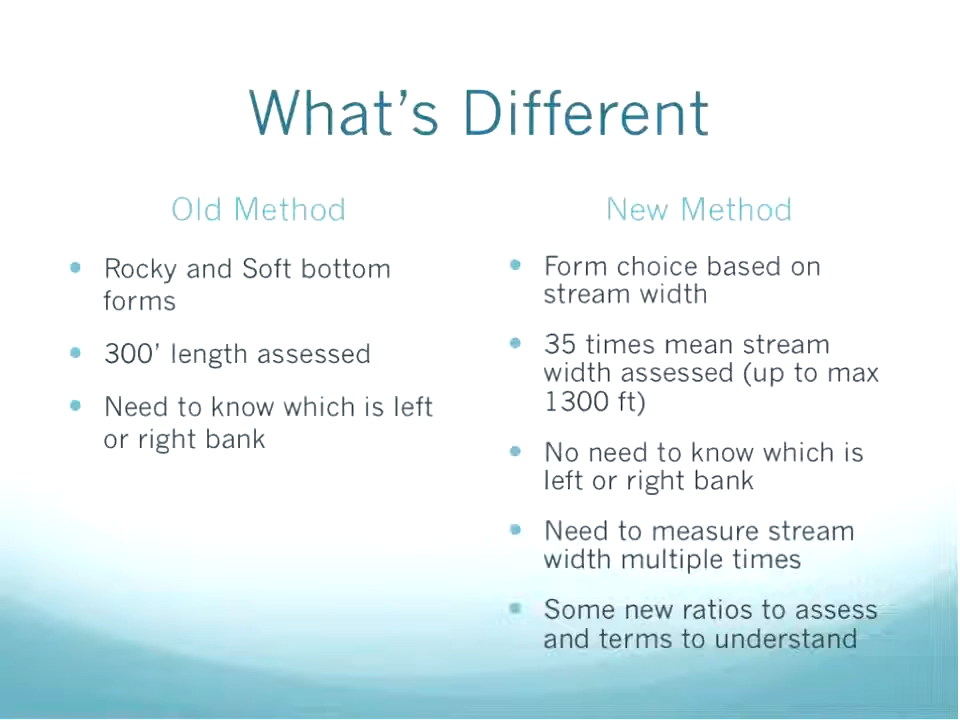 What's Different
Old Method
• Rocky and Soft bottom
forms
• 300' length assessed
• Need to know which is left
or right bank
New Method
• Form choice based on
stream width
• 35 times mean stream
width assessed (up to max
1300 ft)
• No need to know which is
left or right bank
• Need to measure stream
width multiple times
• Some new ratios to assess
and terms to understand